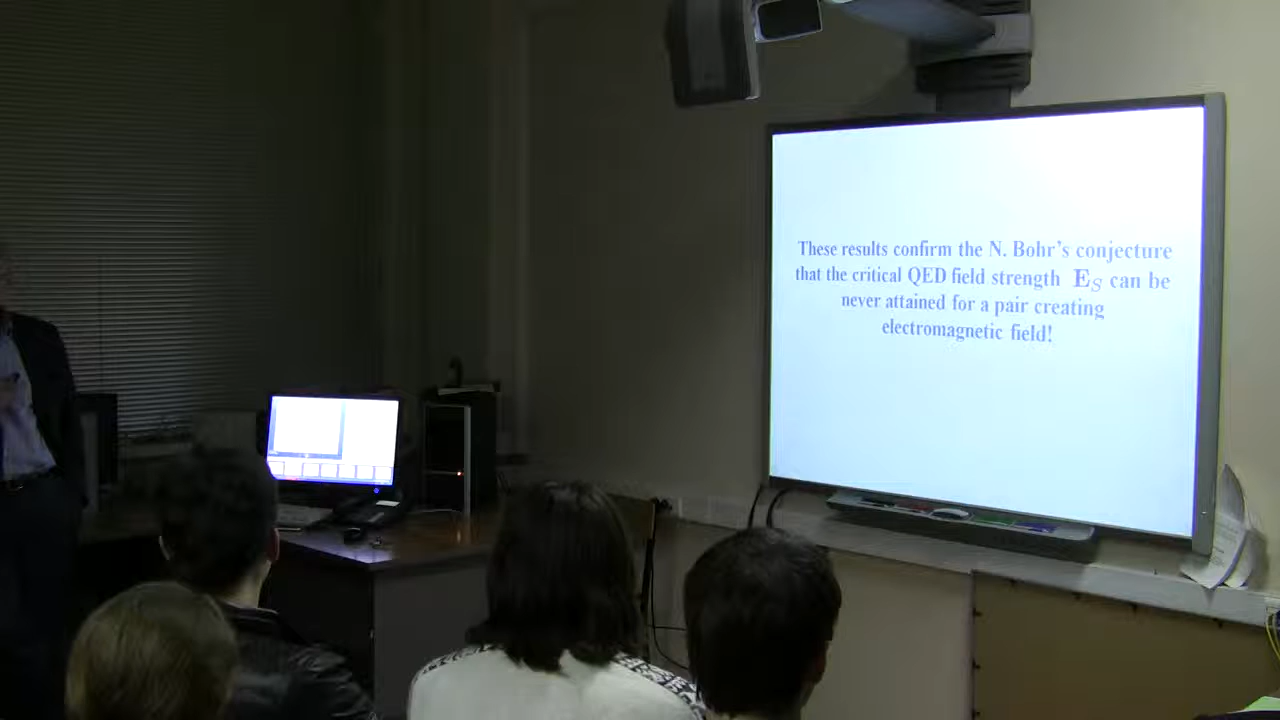 These results confirm the N. Bohr's conjecture
that the critical QED field strength E_S can be
never attained for a pair creating
electromagnetic field!